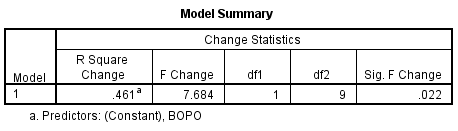 Model Summary
Change Statistics
Model R Square Change F Change df1 df2 Sig. F Change
1 .461a 7.684 1 9 .022
a. Predictors: (Constant), BOPO